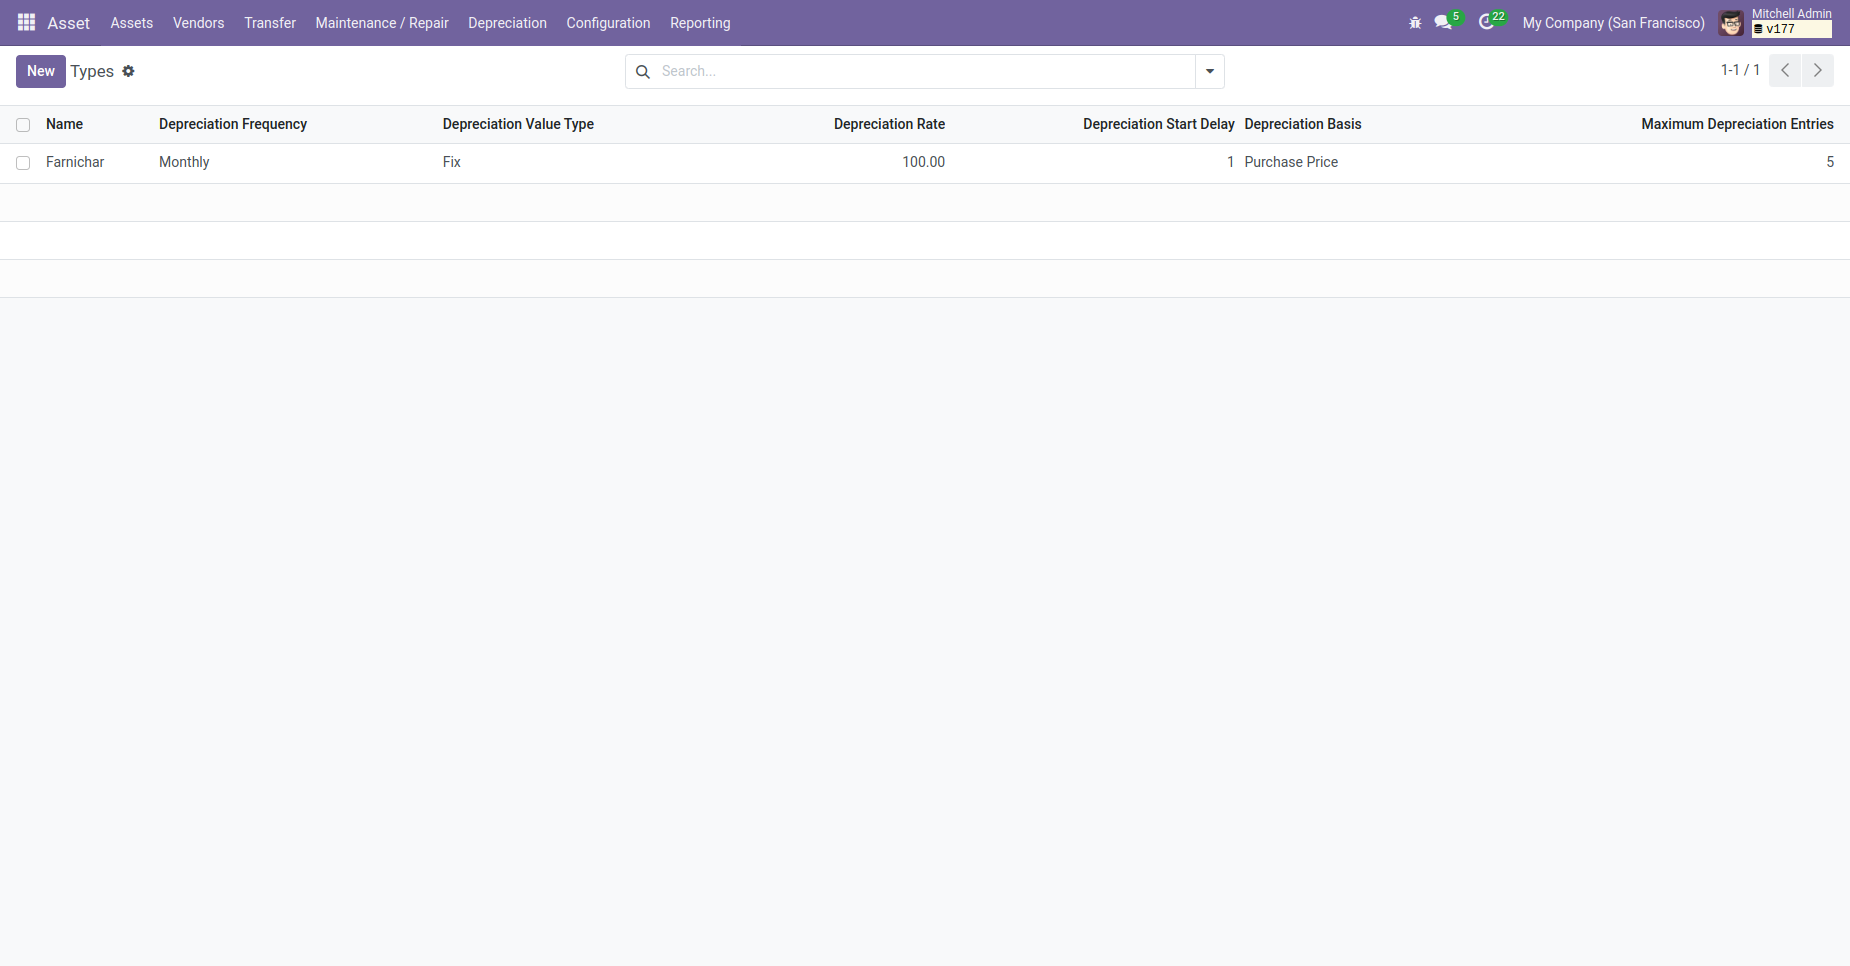 Asset Assets Vendors Transfer Maintenance / Repair Depreciation Configuration Reporting 5 22 My Company (San Francisco) Mitchell Admin
v177
New Types Search... 1-1 / 1
Name Depreciation Frequency Depreciation Value Type Depreciation Rate Depreciation Start Delay Depreciation Basis Maximum Depreciation Entries
Farnichar Monthly Fix 100.00 1 Purchase Price 5